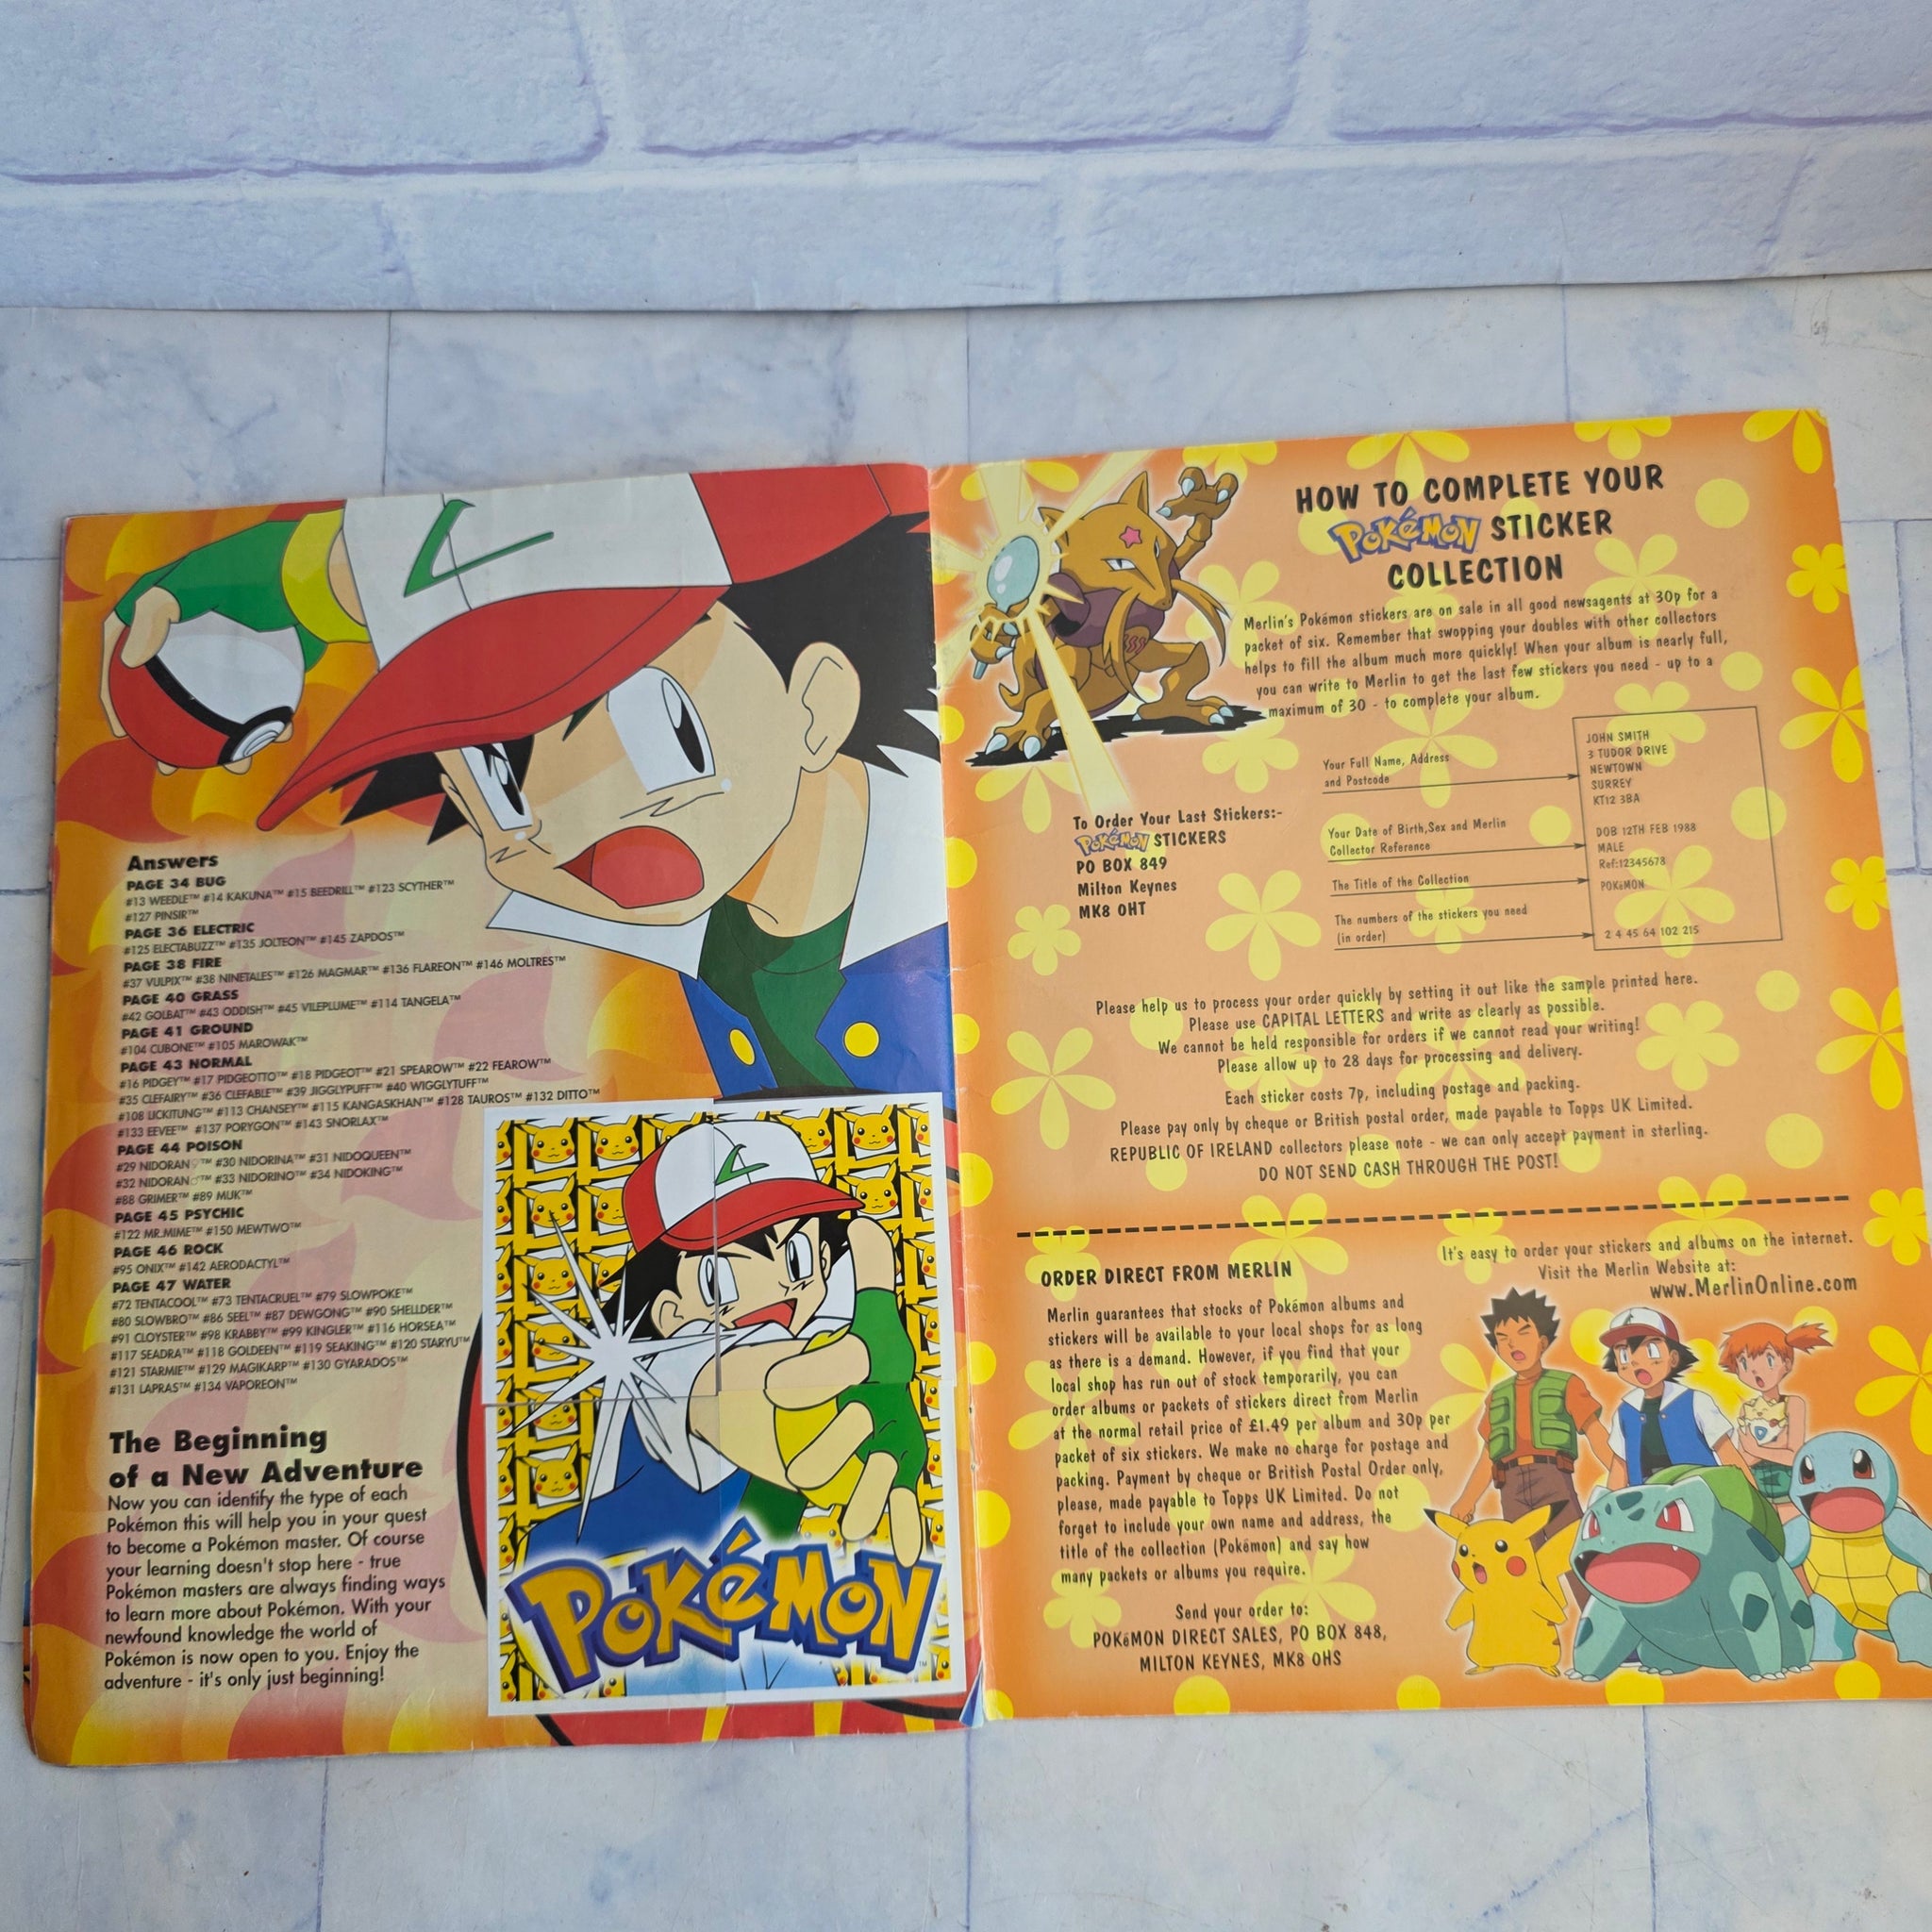 Answers
PAGE 34 BUG
#13 WEEDLE™ #14 KAKUNA™ #15 BEEDRILL™ #123 SCYTHER™
#127 PINSIR™
PAGE 36 ELECTRIC
#125 ELECTABUZZ™ #135 JOLTEON™ #145 ZAPDOS™
PAGE 38 FIRE
#37 VULPIX™ #38 NINETALES™ #126 MAGMAR™ #136 FLAREON™ #146 MOLTRES™
PAGE 40 GRASS
#42 GOLBAT™ #43 ODDISH™ #45 VILEPLUME™ #114 TANGELA™
PAGE 41 GROUND
#104 CUBONE™ #105 MAROWAK™
PAGE 43 NORMAL
#16 PIDGEY™ #17 PIDGEOTTO™ #18 PIDGEOT™ #21 SPEAROW™ #22 FEAROW™
#35 CLEFAIRY™ #36 CLEFABLE™ #39 JIGGLYPUFF™ #40 WIGGLYTUFF™
#108 LICKITUNG™ #113 CHANSEY™ #115 KANGASKHAN™ #128 TAUROS™ #132 DITTO™
#133 EEVEE™ #137 PORYGON™ #143 SNORLAX™
PAGE 44 POISON
#29 NIDORAN♀™ #30 NIDORINA™ #31 NIDOQUEEN™
#32 NIDORAN♂™ #33 NIDORINO™ #34 NIDOKING™
#88 GRIMER™ #89 MUK™
PAGE 45 PSYCHIC
#122 MR.MIME™ #150 MEWTWO™
PAGE 46 ROCK
#95 ONIX™ #142 AERODACTYL™
PAGE 47 WATER
#72 TENTACOOL™ #73 TENTACRUEL™ #79 SLOWPOKE™
#80 SLOWBRO™ #86 SEEL™ #87 DEWGONG™ #90 SHELLDER™
#91 CLOYSTER™ #98 KRABBY™ #99 KINGLER™ #116 HORSEA™
#117 SEADRA™ #118 GOLDEEN™ #119 SEAKING™ #120 STARYU™
#121 STARMIE™ #129 MAGIKARP™ #130 GYARADOS™
#131 LAPRAS™ #134 VAPOREON™
The Beginning
of a New Adventure
Now you can identify the type of each
Pokémon this will help you in your quest
to become a Pokémon master. Of course
your learning doesn't stop here - true
Pokémon masters are always finding ways
to learn more about Pokémon. With your
newfound knowledge the world of
Pokémon is now open to you. Enjoy the
adventure - it's only just beginning!
POKéMON™
HOW TO COMPLETE YOUR
POKéMON STICKER
COLLECTION
Merlin's Pokémon stickers are on sale in all good newsagents at 30p for a
packet of six. Remember that swopping your doubles with other collectors
helps to fill the album much more quickly! When your album is nearly full,
you can write to Merlin to get the last few stickers you need - up to a
maximum of 30 - to complete your album.
To Order Your Last Stickers:-
POKéMON STICKERS
PO BOX 849
Milton Keynes
MK8 OHT
Your Full Name, Address
and Postcode
Your Date of Birth,Sex and Merlin
Collector Reference
The Title of the Collection
The numbers of the stickers you need
(in order)
JOHN SMITH
3 TUDOR DRIVE
NEWTOWN
SURREY
KT12 3BA
DOB 12TH FEB 1988
MALE
Ref:12345678
POKéMON
2 4 45 64 102 215
Please help us to process your order quickly by setting it out like the sample printed here.
Please use CAPITAL LETTERS and write as clearly as possible.
We cannot be held responsible for orders if we cannot read your writing!
Please allow up to 28 days for processing and delivery.
Each sticker costs 7p, including postage and packing.
Please pay only by cheque or British postal order, made payable to Topps UK Limited.
REPUBLIC OF IRELAND collectors please note - we can only accept payment in sterling.
DO NOT SEND CASH THROUGH THE POST!
ORDER DIRECT FROM MERLIN
Merlin guarantees that stocks of Pokémon albums and
stickers will be available to your local shops for as long
as there is a demand. However, if you find that your
local shop has run out of stock temporarily, you can
order albums or packets of stickers direct from Merlin
at the normal retail price of £1.49 per album and 30p per
packet of six stickers. We make no charge for postage and
packing. Payment by cheque or British Postal Order only,
please, made payable to Topps UK Limited. Do not
forget to include your own name and address, the
title of the collection (Pokémon) and say how
many packets or albums you require.
Send your order to:
POKéMON DIRECT SALES, PO BOX 848,
MILTON KEYNES, MK8 OHS
It's easy to order your stickers and albums on the internet.
Visit the Merlin Website at:
www.MerlinOnline.com